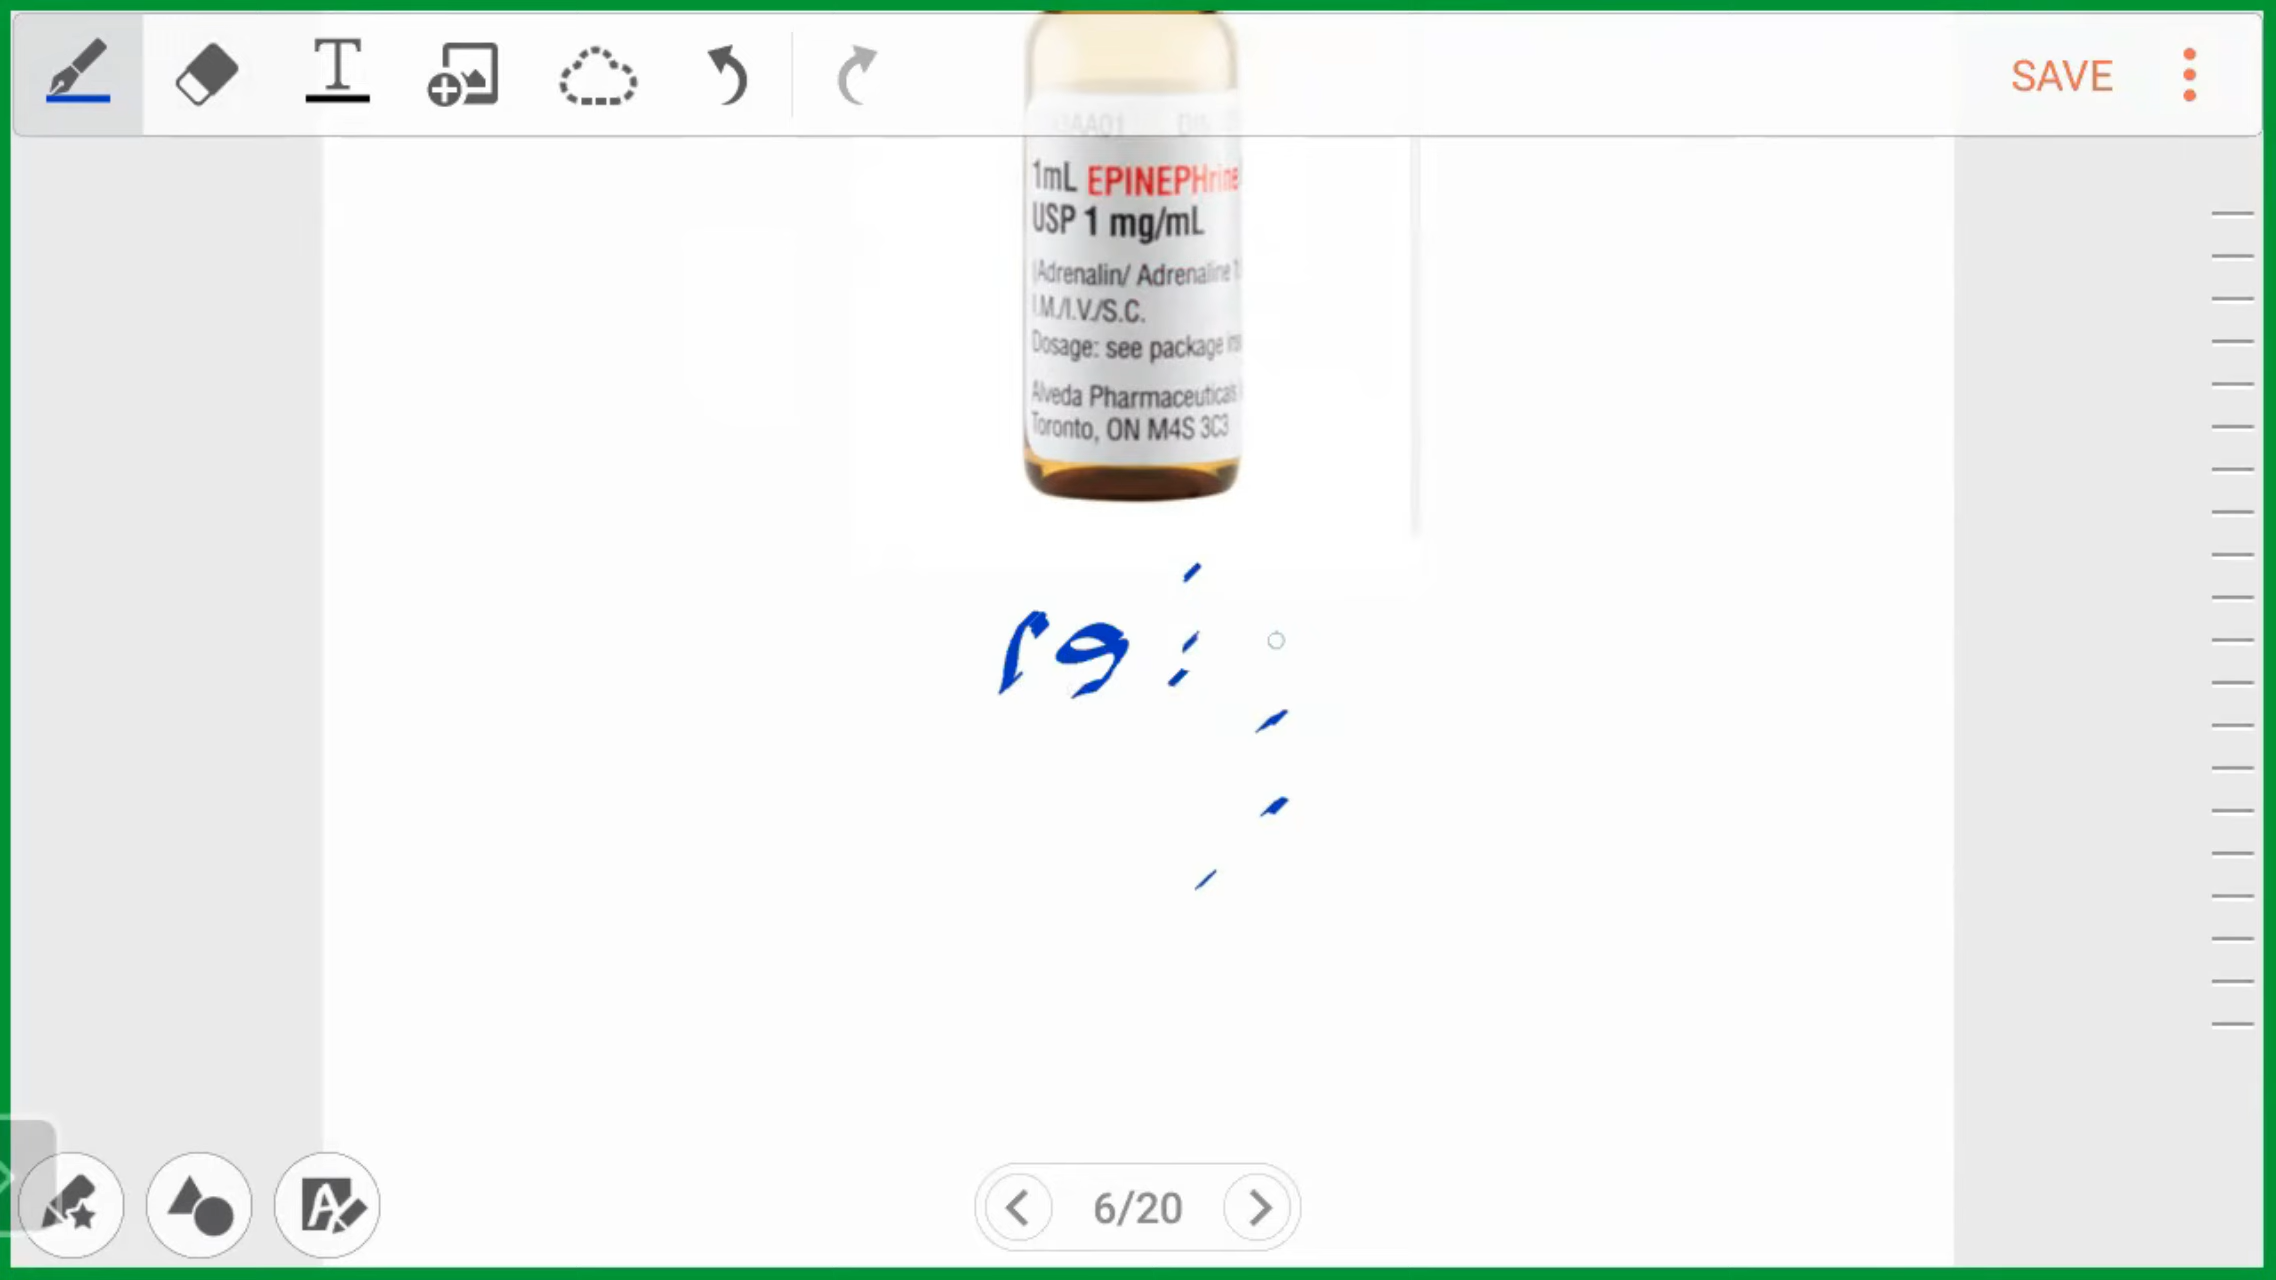 SAVE
1mL EPINEPHrine
USP 1 mg/mL
(Adrenalin/ Adrenaline
I.M./I.V./S.C.
Dosage: see package
Alveda Pharmaceuticals
Toronto, ON M4S 3C3
6/20